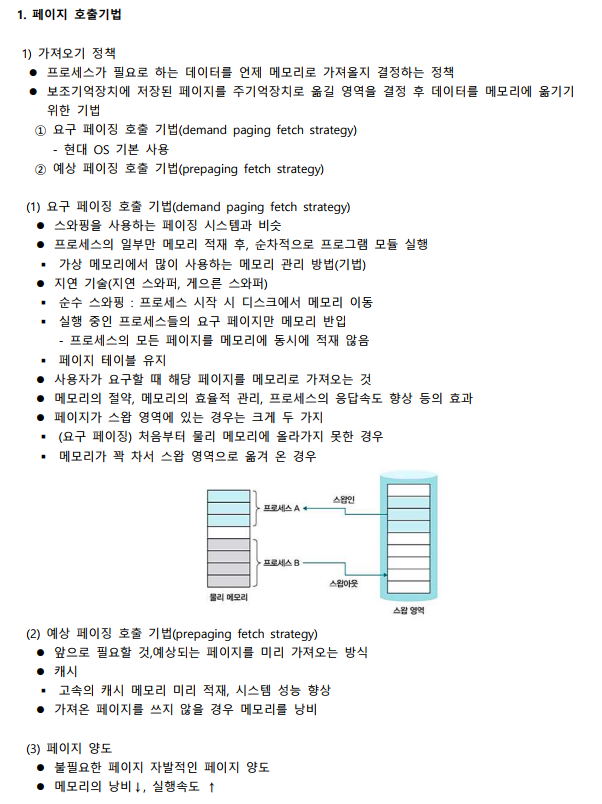 1. 페이지 호출기법
1) 가져오기 정책
● 프로세스가 필요로 하는 데이터를 언제 메모리로 가져올지 결정하는 정책
● 보조기억장치에 저장된 페이지를 주기억장치로 옮길 영역을 결정 후 데이터를 메모리에 옮기기
위한 기법
① 요구 페이징 호출 기법(demand paging fetch strategy)
- 현대 OS 기본 사용
② 예상 페이징 호출 기법(prepaging fetch strategy)
(1) 요구 페이징 호출 기법(demand paging fetch strategy)
● 스와핑을 사용하는 페이징 시스템과 비슷
● 프로세스의 일부만 메모리 적재 후, 순차적으로 프로그램 모듈 실행
▪ 가상 메모리에서 많이 사용하는 메모리 관리 방법(기법)
● 지연 기술(지연 스와퍼, 게으른 스와퍼)
▪ 순수 스와핑 : 프로세스 시작 시 디스크에서 메모리 이동
▪ 실행 중인 프로세스들의 요구 페이지만 메모리 반입
- 프로세스의 모든 페이지를 메모리에 동시에 적재 않음
▪ 페이지 테이블 유지
● 사용자가 요구할 때 해당 페이지를 메모리로 가져오는 것
● 메모리의 절약, 메모리의 효율적 관리, 프로세스의 응답속도 향상 등의 효과
● 페이지가 스왑 영역에 있는 경우는 크게 두 가지
▪ (요구 페이징) 처음부터 물리 메모리에 올라가지 못한 경우
▪ 메모리가 꽉 차서 스왑 영역으로 옮겨 온 경우
스왑인
프로세스 A
프로세스 B
스왑아웃
물리 메모리
스왑 영역
(2) 예상 페이징 호출 기법(prepaging fetch strategy)
● 앞으로 필요할 것,예상되는 페이지를 미리 가져오는 방식
● 캐시
▪ 고속의 캐시 메모리 미리 적재, 시스템 성능 향상
● 가져온 페이지를 쓰지 않을 경우 메모리를 낭비
(3) 페이지 양도
● 불필요한 페이지 자발적인 페이지 양도
● 메모리의 낭비↓, 실행속도 ↑